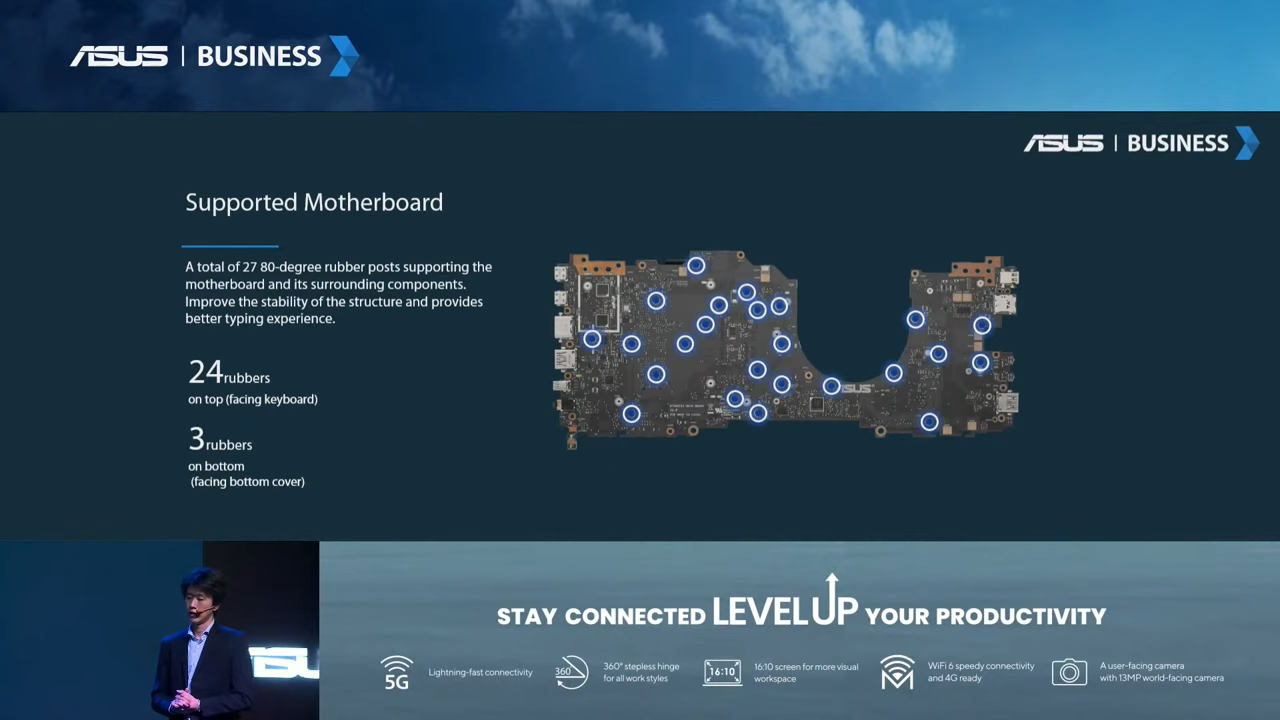 ASUS | BUSINESS
ASUS | BUSINESS
Supported Motherboard
A total of 27 80-degree rubber posts supporting the
motherboard and its surrounding components.
Improve the stability of the structure and provides
better typing experience.
24rubbers
on top (facing keyboard)
3rubbers
on bottom
(facing bottom cover)
ASUS
STAY CONNECTED LEVEL UP YOUR PRODUCTIVITY
5G
Lightning-fast connectivity
360
360° stepless hinge
for all work styles
16:10
16:10 screen for more visual
workspace
WiFi 6 speedy connectivity
and 4G ready
A user-facing camera
with 13MP world-facing camera